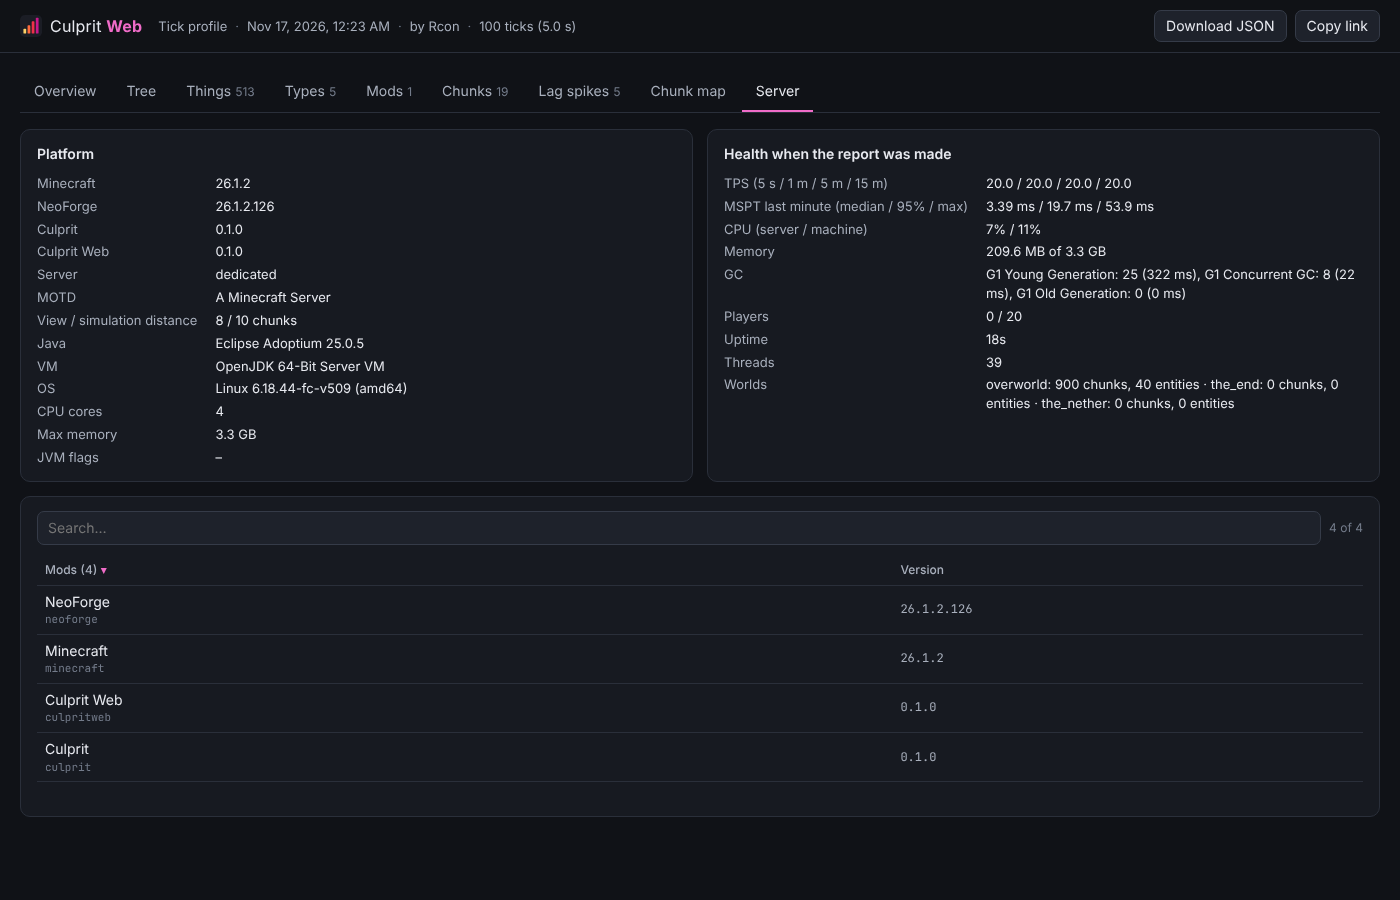 Culprit Web
Tick profile · Nov 17, 2026, 12:23 AM · by Rcon · 100 ticks (5.0 s)
Download JSON
Copy link
Overview
Tree
Things 513
Types 5
Mods 1
Chunks 19
Lag spikes 5
Chunk map
Server
Platform
Minecraft 26.1.2
NeoForge 26.1.2.126
Culprit 0.1.0
Culprit Web 0.1.0
Server dedicated
MOTD A Minecraft Server
View / simulation distance 8 / 10 chunks
Java Eclipse Adoptium 25.0.5
VM OpenJDK 64-Bit Server VM
OS Linux 6.18.44-fc-v509 (amd64)
CPU cores 4
Max memory 3.3 GB
JVM flags –
Health when the report was made
TPS (5 s / 1 m / 5 m / 15 m) 20.0 / 20.0 / 20.0 / 20.0
MSPT last minute (median / 95% / max) 3.39 ms / 19.7 ms / 53.9 ms
CPU (server / machine) 7% / 11%
Memory 209.6 MB of 3.3 GB
GC G1 Young Generation: 25 (322 ms), G1 Concurrent GC: 8 (22
ms), G1 Old Generation: 0 (0 ms)
Players 0 / 20
Uptime 18s
Threads 39
Worlds overworld: 900 chunks, 40 entities · the_end: 0 chunks, 0
entities · the_nether: 0 chunks, 0 entities
Search...
4 of 4
Mods (4) ▼ Version
NeoForge
neoforge
26.1.2.126
Minecraft
minecraft
26.1.2
Culprit Web
culpritweb
0.1.0
Culprit
culprit
0.1.0